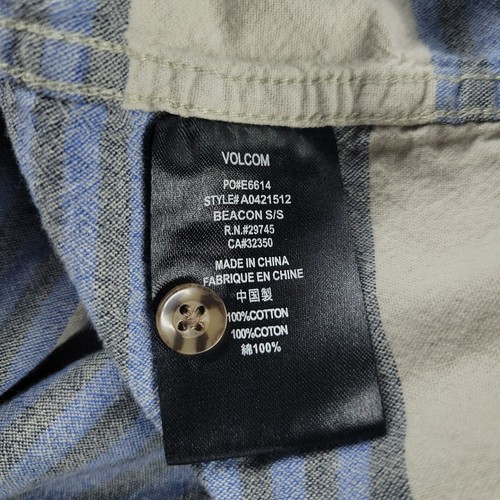 VOLCOM
PO#E6614
STYLE# A0421512
BEACON S/S
R.N.#29745
CA#32350
MADE IN CHINA
FABRIQUE EN CHINE
中国製
100%COTTON
100%COTON
綿100%